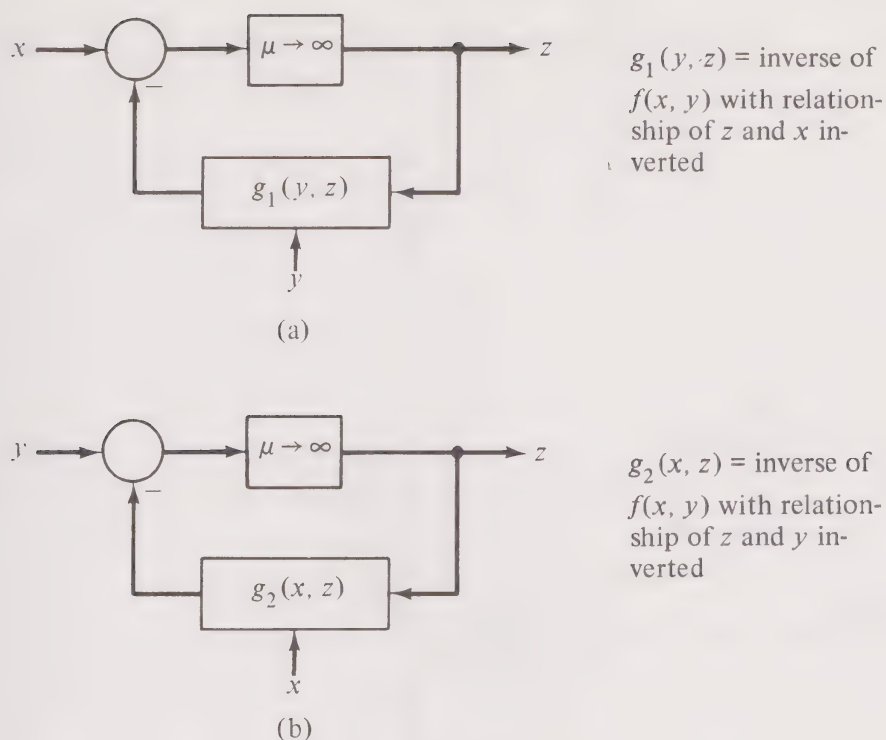 x
μ → ∞
z
−
g₁(y, z)
y
(a)
g₁(y, z) = inverse of
f(x, y) with relation-
ship of z and x in-
verted
y
μ → ∞
z
−
g₂(x, z)
x
(b)
g₂(x, z) = inverse of
f(x, y) with relation-
ship of z and y in-
verted